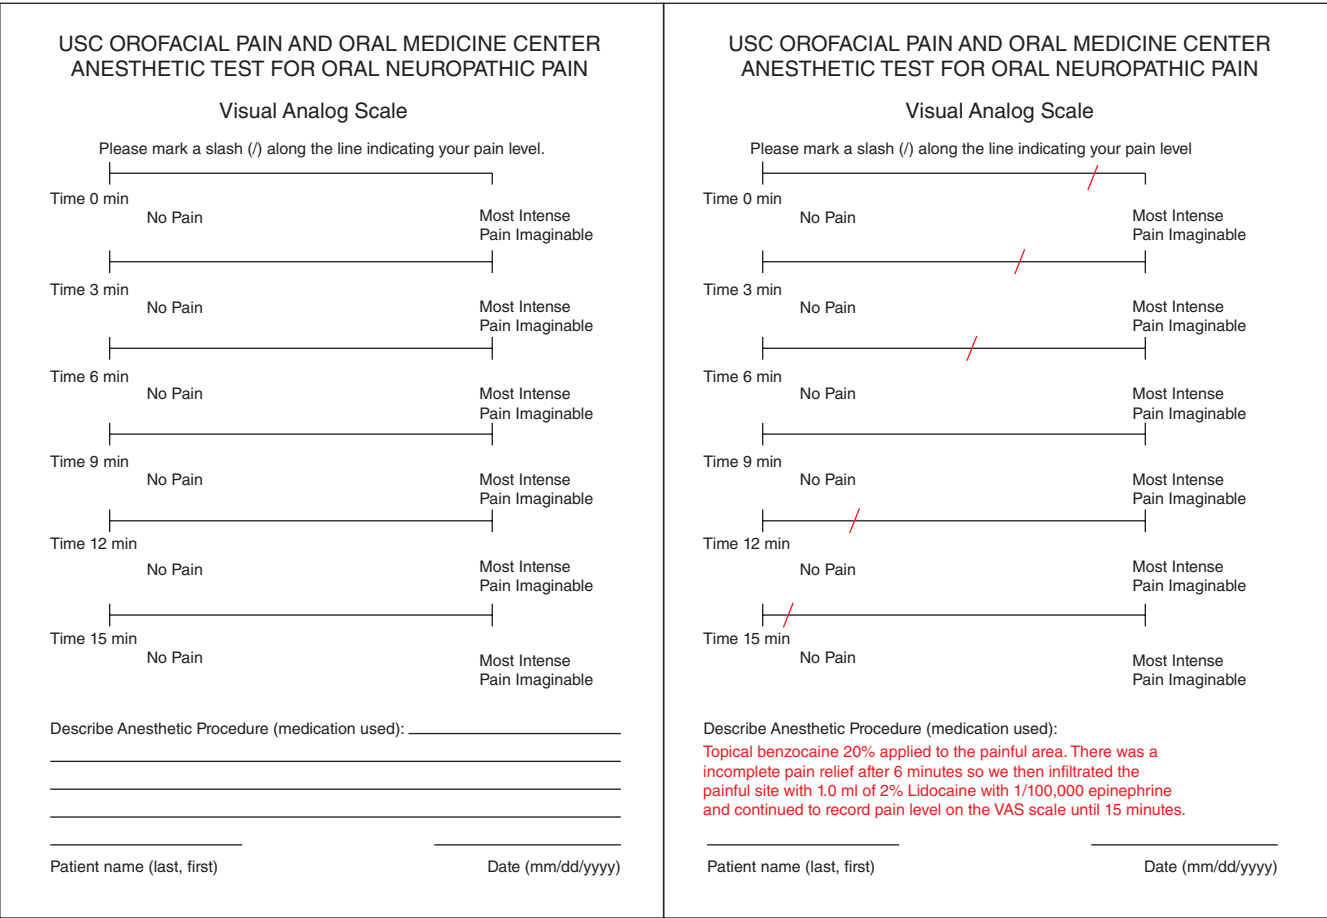 USC OROFACIAL PAIN AND ORAL MEDICINE CENTER
ANESTHETIC TEST FOR ORAL NEUROPATHIC PAIN
Visual Analog Scale
Please mark a slash (/) along the line indicating your pain level.
Time 0 min
No Pain
Most Intense
Pain Imaginable
Time 3 min
No Pain
Most Intense
Pain Imaginable
Time 6 min
No Pain
Most Intense
Pain Imaginable
Time 9 min
No Pain
Most Intense
Pain Imaginable
Time 12 min
No Pain
Most Intense
Pain Imaginable
Time 15 min
No Pain
Most Intense
Pain Imaginable
Describe Anesthetic Procedure (medication used):
Patient name (last, first)
Date (mm/dd/yyyy)
USC OROFACIAL PAIN AND ORAL MEDICINE CENTER
ANESTHETIC TEST FOR ORAL NEUROPATHIC PAIN
Visual Analog Scale
Please mark a slash (/) along the line indicating your pain level
Time 0 min
No Pain
Most Intense
Pain Imaginable
Time 3 min
No Pain
Most Intense
Pain Imaginable
Time 6 min
No Pain
Most Intense
Pain Imaginable
Time 9 min
No Pain
Most Intense
Pain Imaginable
Time 12 min
No Pain
Most Intense
Pain Imaginable
Time 15 min
No Pain
Most Intense
Pain Imaginable
Describe Anesthetic Procedure (medication used):
Topical benzocaine 20% applied to the painful area. There was a
incomplete pain relief after 6 minutes so we then infiltrated the
painful site with 1.0 ml of 2% Lidocaine with 1/100,000 epinephrine
and continued to record pain level on the VAS scale until 15 minutes.
Patient name (last, first)
Date (mm/dd/yyyy)